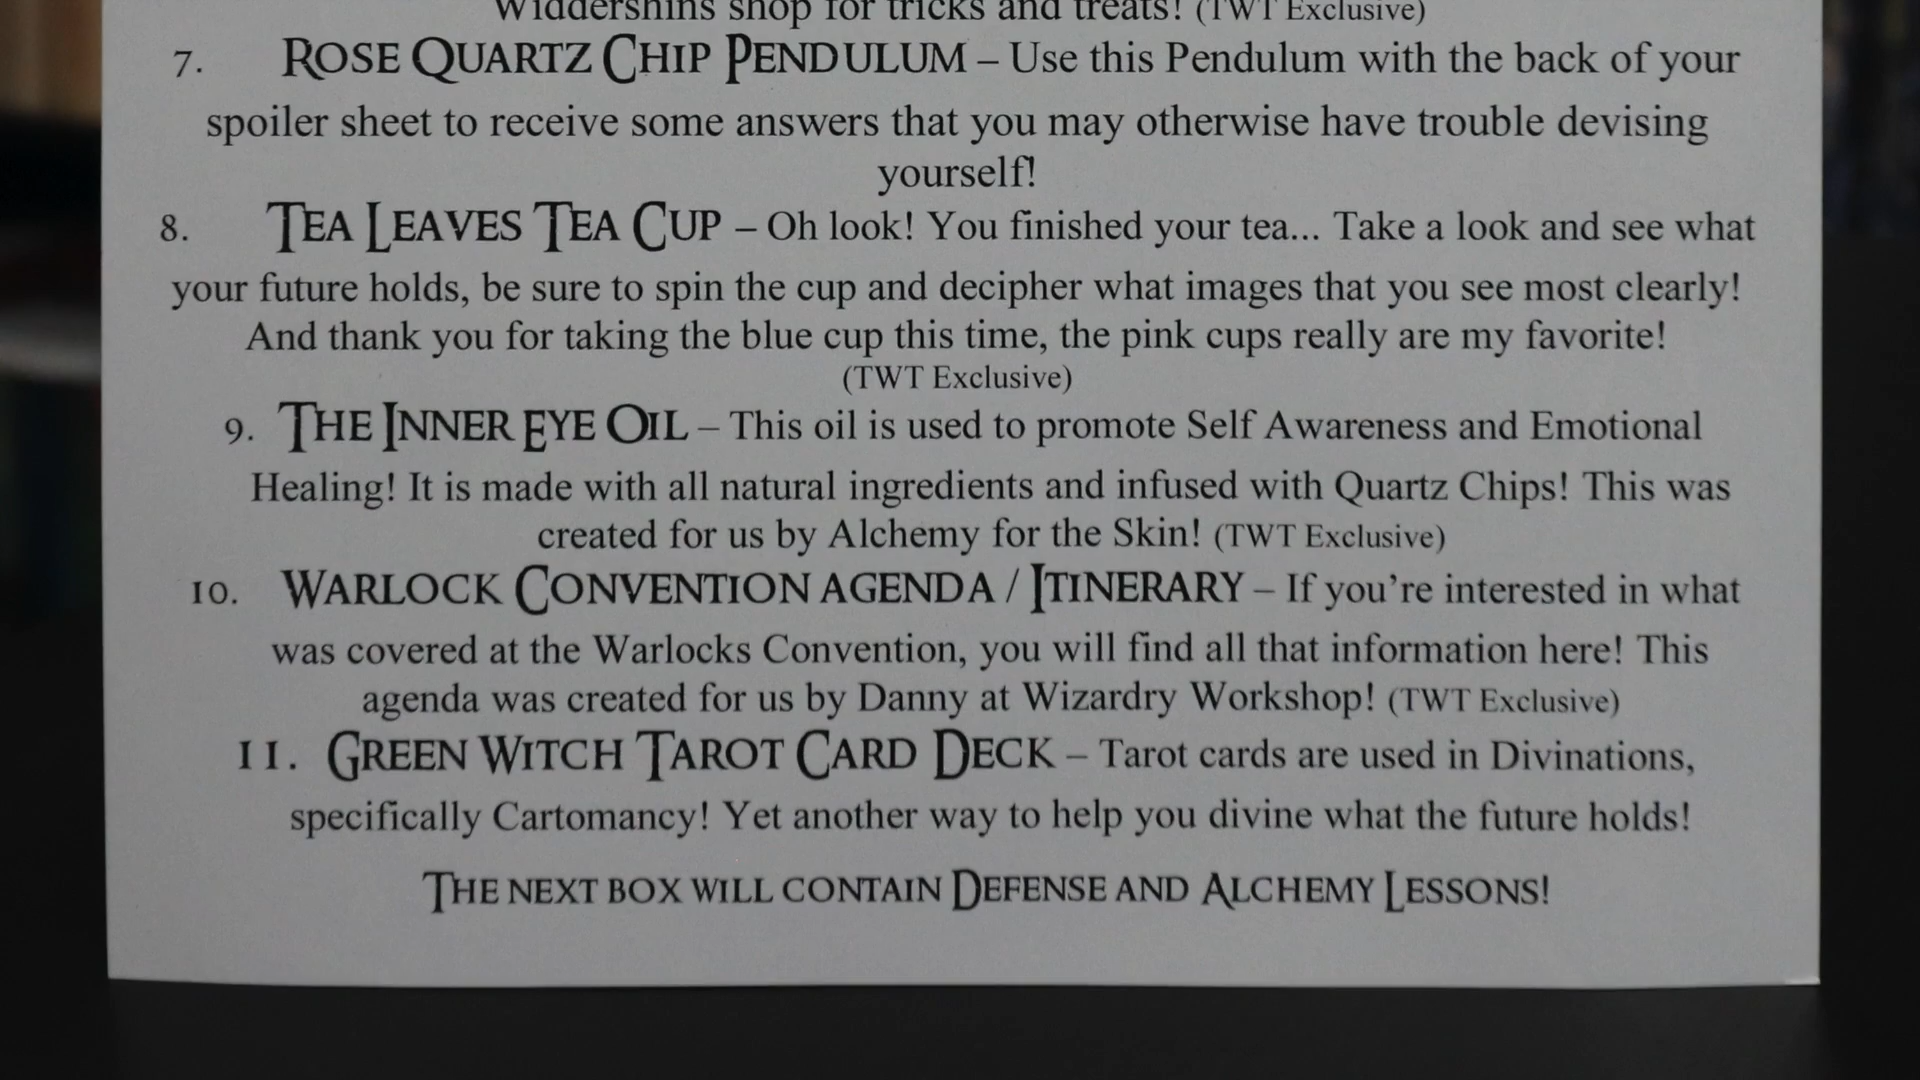 Widdershins shop for tricks and treats! (TWT Exclusive)
7. ROSE QUARTZ CHIP PENDULUM – Use this Pendulum with the back of your
spoiler sheet to receive some answers that you may otherwise have trouble devising
yourself!
8. TEA LEAVES TEA CUP – Oh look! You finished your tea... Take a look and see what
your future holds, be sure to spin the cup and decipher what images that you see most clearly!
And thank you for taking the blue cup this time, the pink cups really are my favorite!
(TWT Exclusive)
9. THE INNER EYE OIL – This oil is used to promote Self Awareness and Emotional
Healing! It is made with all natural ingredients and infused with Quartz Chips! This was
created for us by Alchemy for the Skin! (TWT Exclusive)
10. WARLOCK CONVENTION AGENDA / ITINERARY – If you're interested in what
was covered at the Warlocks Convention, you will find all that information here! This
agenda was created for us by Danny at Wizardry Workshop! (TWT Exclusive)
11. GREEN WITCH TAROT CARD DECK – Tarot cards are used in Divinations,
specifically Cartomancy! Yet another way to help you divine what the future holds!
THE NEXT BOX WILL CONTAIN DEFENSE AND ALCHEMY LESSONS!